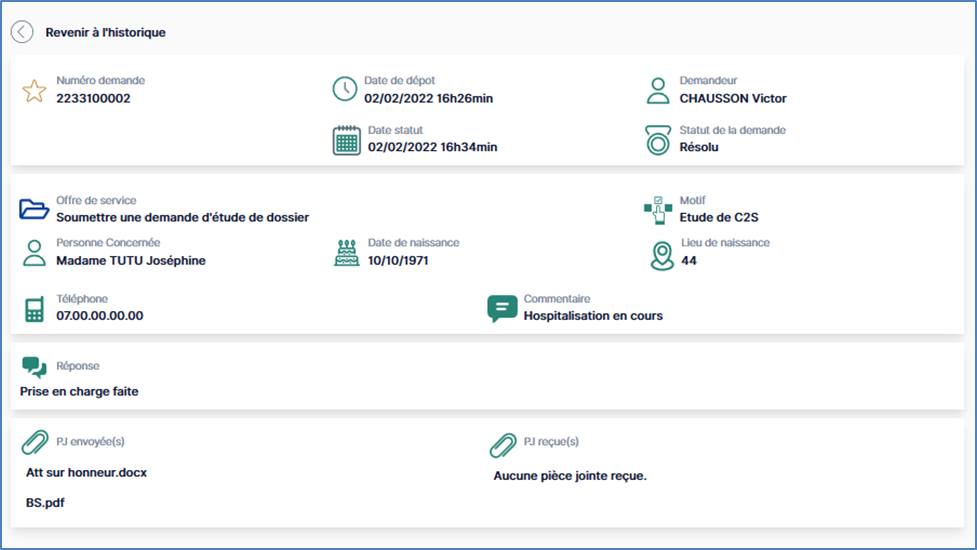 Revenir à l'historique
Numéro demande
2233100002
Date de dépot
02/02/2022 16h26min
Demandeur
CHAUSSON Victor
Date statut
02/02/2022 16h34min
Statut de la demande
Résolu
Offre de service
Soumettre une demande d'étude de dossier
Motif
Etude de C2S
Personne Concernée
Madame TUTU Joséphine
Date de naissance
10/10/1971
Lieu de naissance
44
Téléphone
07.00.00.00.00
Commentaire
Hospitalisation en cours
Réponse
Prise en charge faite
PJ envoyée(s)
Att sur honneur.docx
BS.pdf
PJ reçue(s)
Aucune pièce jointe reçue.